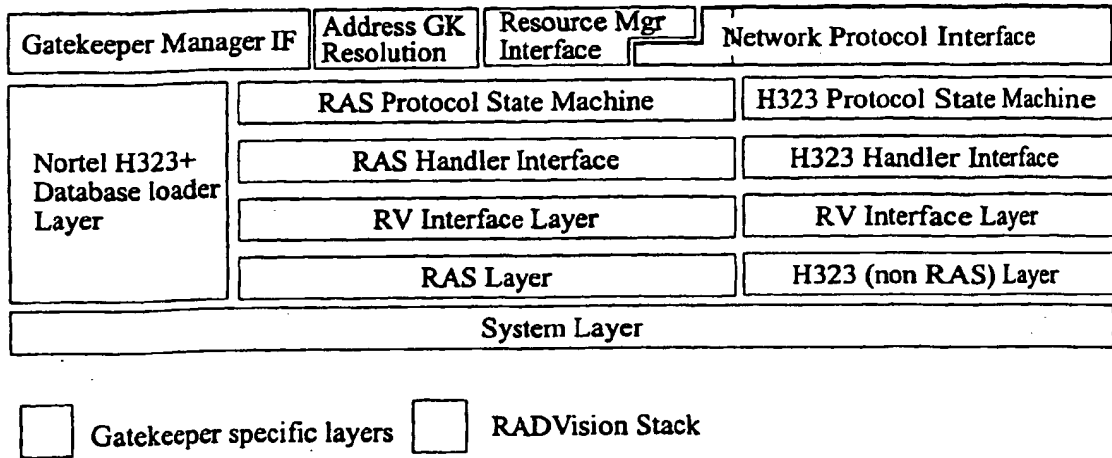 Gatekeeper Manager IF
Address GK
Resolution
Resource Mgr
Interface
Network Protocol Interface
Nortel H323+
Database loader
Layer
RAS Protocol State Machine
H323 Protocol State Machine
RAS Handler Interface
H323 Handler Interface
RV Interface Layer
RV Interface Layer
RAS Layer
H323 (non RAS) Layer
System Layer
Gatekeeper specific layers
RADVision Stack